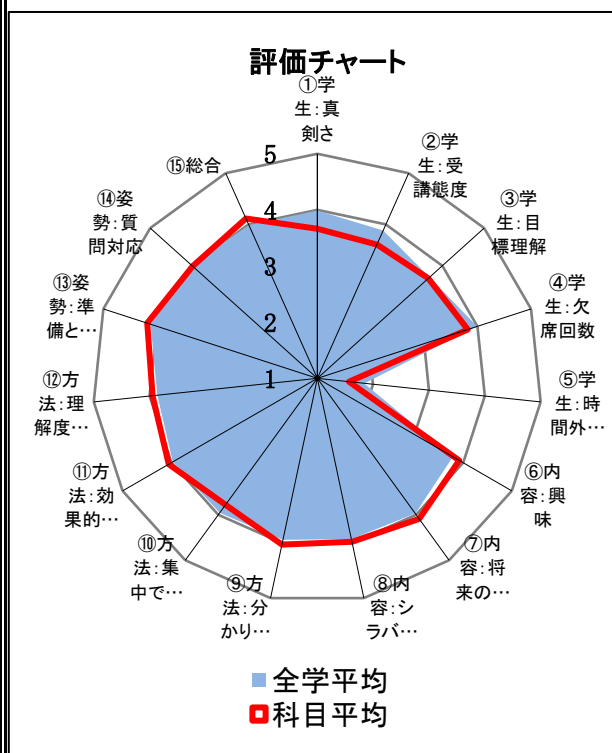 評価チャート
①学
生:真
剣さ
②学
生:受
講態度
③学
生:目
標理解
④学
生:欠
席回数
⑤学
生:時
間外…
⑥内
容:興
味
⑦内
容:将
来の…
⑧内
容:シ
ラバ…
⑨方
法:分
かり…
⑩方
法:集
中で…
⑪方
法:効
果的…
⑫方
法:理
解度…
⑬姿
勢:準
備と…
⑭姿
勢:質
問対応
⑮総合
5
4
3
2
1
全学平均
科目平均